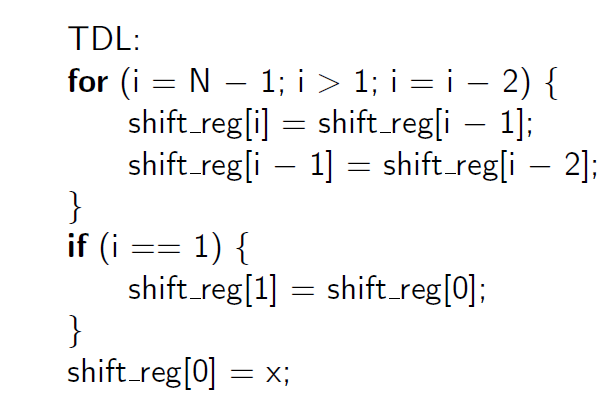 TDL:
for (i = N − 1; i > 1; i = i − 2) {
shift_reg[i] = shift_reg[i − 1];
shift_reg[i − 1] = shift_reg[i − 2];
}
if (i == 1) {
shift_reg[1] = shift_reg[0];
}
shift_reg[0] = x;